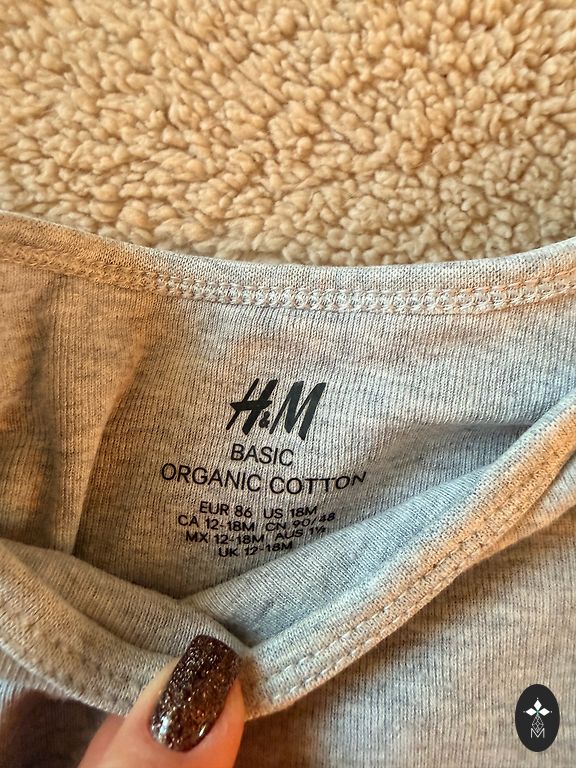 H&M
BASIC
ORGANIC COTTON
EUR 86 US 18M
CA 12-18M CN 90/48
MX 12-18M AUS 1½
UK 12-18M
M